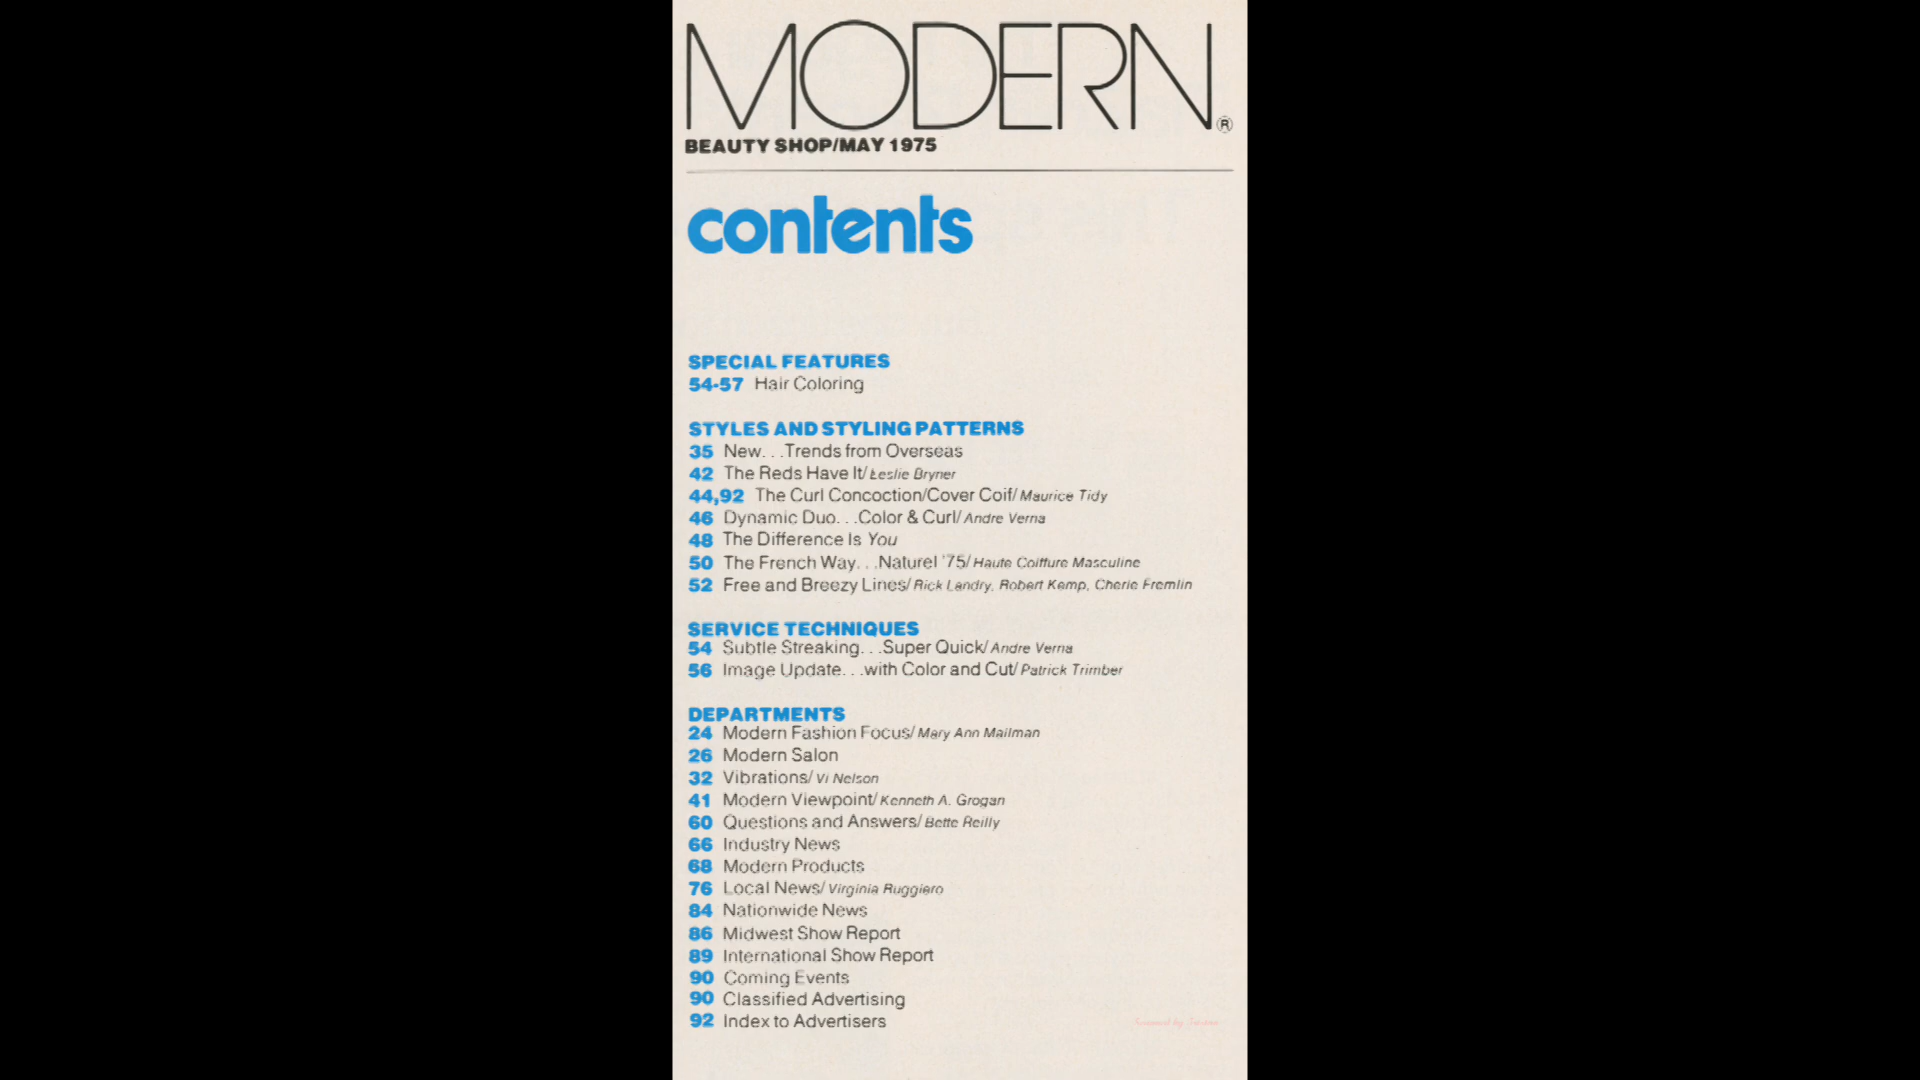 MODERN®
BEAUTY SHOP/MAY 1975
contents
SPECIAL FEATURES
54-57 Hair Coloring
STYLES AND STYLING PATTERNS
35 New. . .Trends from Overseas
42 The Reds Have It/Leslie Bryner
44,92 The Curl Concoction/Cover Coif/Maurice Tidy
46 Dynamic Duo. . .Color & Curl/Andre Verna
48 The Difference Is You
50 The French Way. . .Naturel '75/Haute Coiffure Masculine
52 Free and Breezy Lines/Rick Landry, Robert Kemp, Cherie Fremlin
SERVICE TECHNIQUES
54 Subtle Streaking. . .Super Quick/Andre Verna
56 Image Update. . .with Color and Cut/Patrick Trimber
DEPARTMENTS
24 Modern Fashion Focus/Mary Ann Mailman
26 Modern Salon
32 Vibrations/Vi Nelson
41 Modern Viewpoint/Kenneth A. Grogan
60 Questions and Answers/Bette Reilly
66 Industry News
68 Modern Products
76 Local News/Virginia Ruggiero
84 Nationwide News
86 Midwest Show Report
89 International Show Report
90 Coming Events
90 Classified Advertising
92 Index to Advertisers